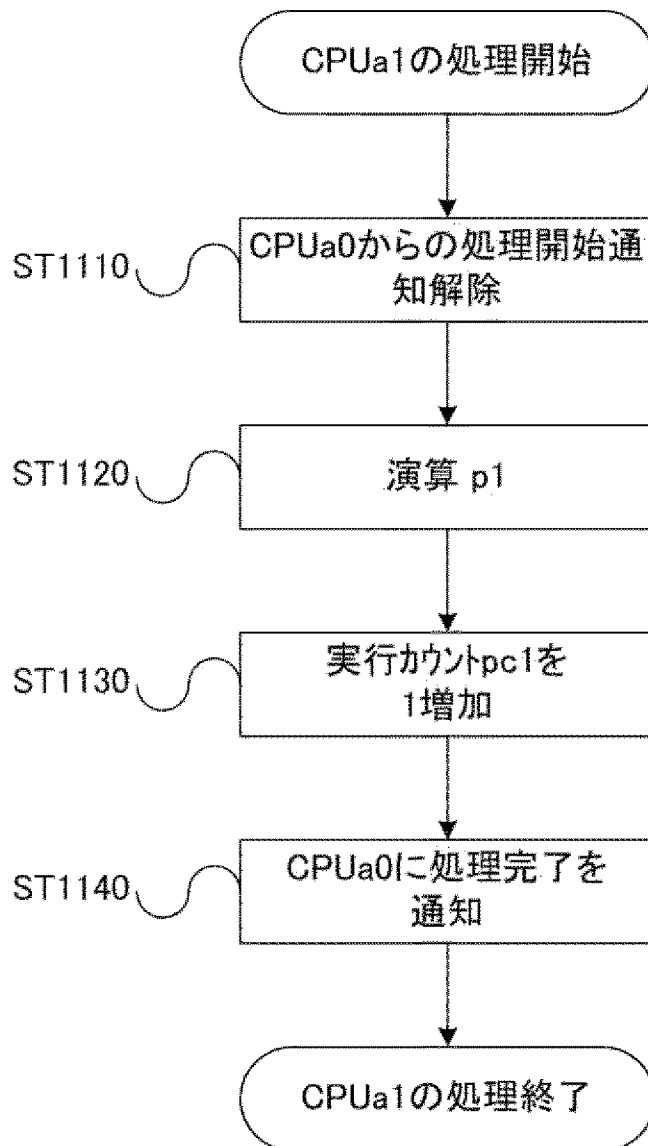 CPUa1の処理開始
ST1110
CPUa0からの処理開始通
知解除
ST1120
演算 p1
ST1130
実行ｶｳﾝﾄpc1を
1増加
ST1140
CPUa0に処理完了を
通知
CPUa1の処理終了